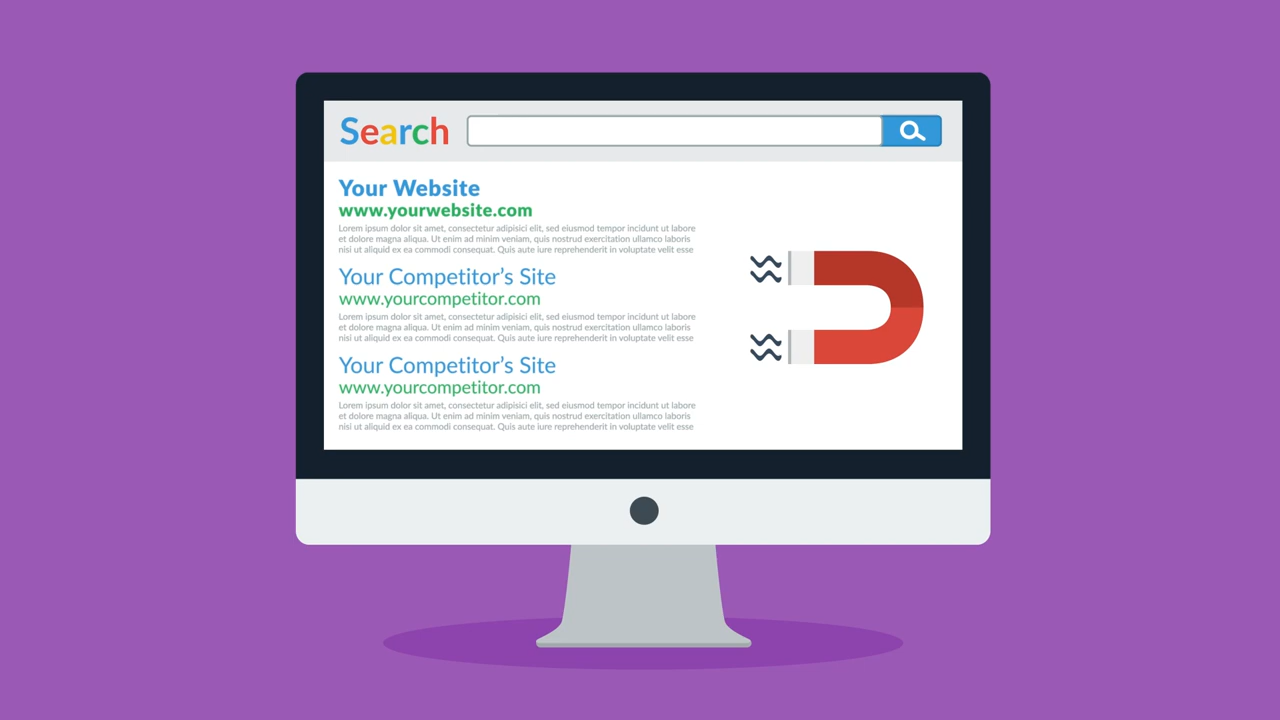 Search
Your Website
www.yourwebsite.com
Lorem ipsum dolor sit amet, consectetur adipisici elit, sed eiusmod tempor incidunt ut labore
et dolore magna aliqua. Ut enim ad minim veniam, quis nostrud exercitation ullamco laboris
nisi ut aliquid ex ea commodi consequat. Quis aute iure reprehenderit in voluptate velit esse
Your Competitor’s Site
www.yourcompetitor.com
Lorem ipsum dolor sit amet, consectetur adipisici elit, sed eiusmod tempor incidunt ut labore
et dolore magna aliqua. Ut enim ad minim veniam, quis nostrud exercitation ullamco laboris
nisi ut aliquid ex ea commodi consequat. Quis aute iure reprehenderit in voluptate velit esse
Your Competitor’s Site
www.yourcompetitor.com
Lorem ipsum dolor sit amet, consectetur adipisici elit, sed eiusmod tempor incidunt ut labore
et dolore magna aliqua. Ut enim ad minim veniam, quis nostrud exercitation ullamco laboris
nisi ut aliquid ex ea commodi consequat. Quis aute iure reprehenderit in voluptate velit esse